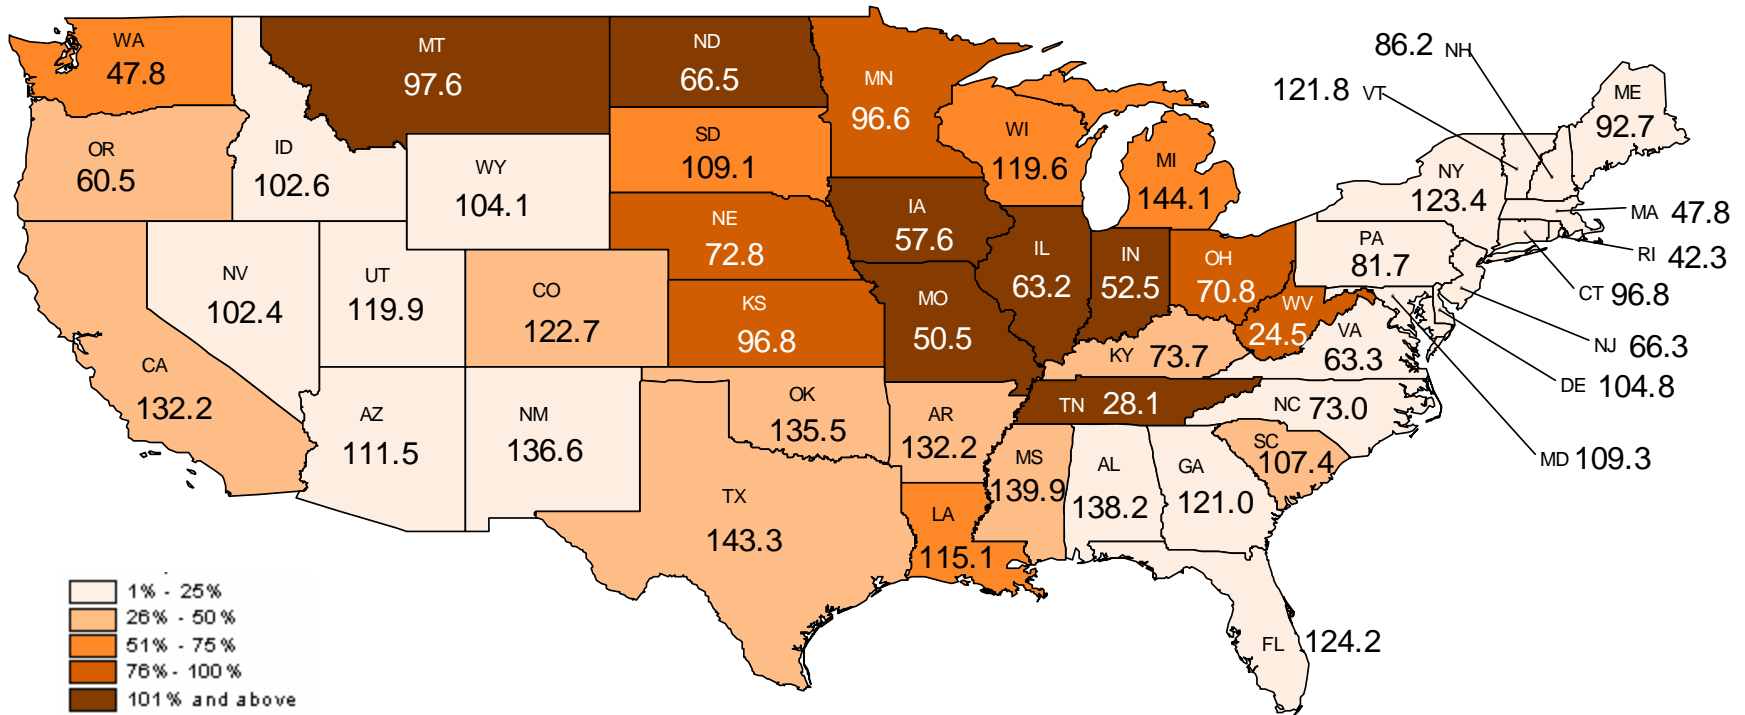 WA
47.8
MT
97.6
ND
66.5
MN
96.6
86.2 NH
121.8 VT
ME
92.7
OR
60.5
ID
102.6
WY
104.1
SD
109.1
WI
119.6
MI
144.1
NY
123.4
MA 47.8
RI 42.3
CT 96.8
NJ 66.3
DE 104.8
MD 109.3
NV
102.4
UT
119.9
CO
122.7
NE
72.8
KS
96.8
IA
57.6
MO
50.5
IL
63.2
IN
52.5
OH
70.8
WV
24.5
PA
81.7
VA
63.3
KY 73.7
CA
132.2
AZ
111.5
NM
136.6
OK
135.5
AR
132.2
TN 28.1
NC 73.0
SC
107.4
TX
143.3
LA
115.1
MS
139.9
AL
138.2
GA
121.0
FL 124.2
1% - 25%
26% - 50%
51% - 75%
76% - 100%
101% and above